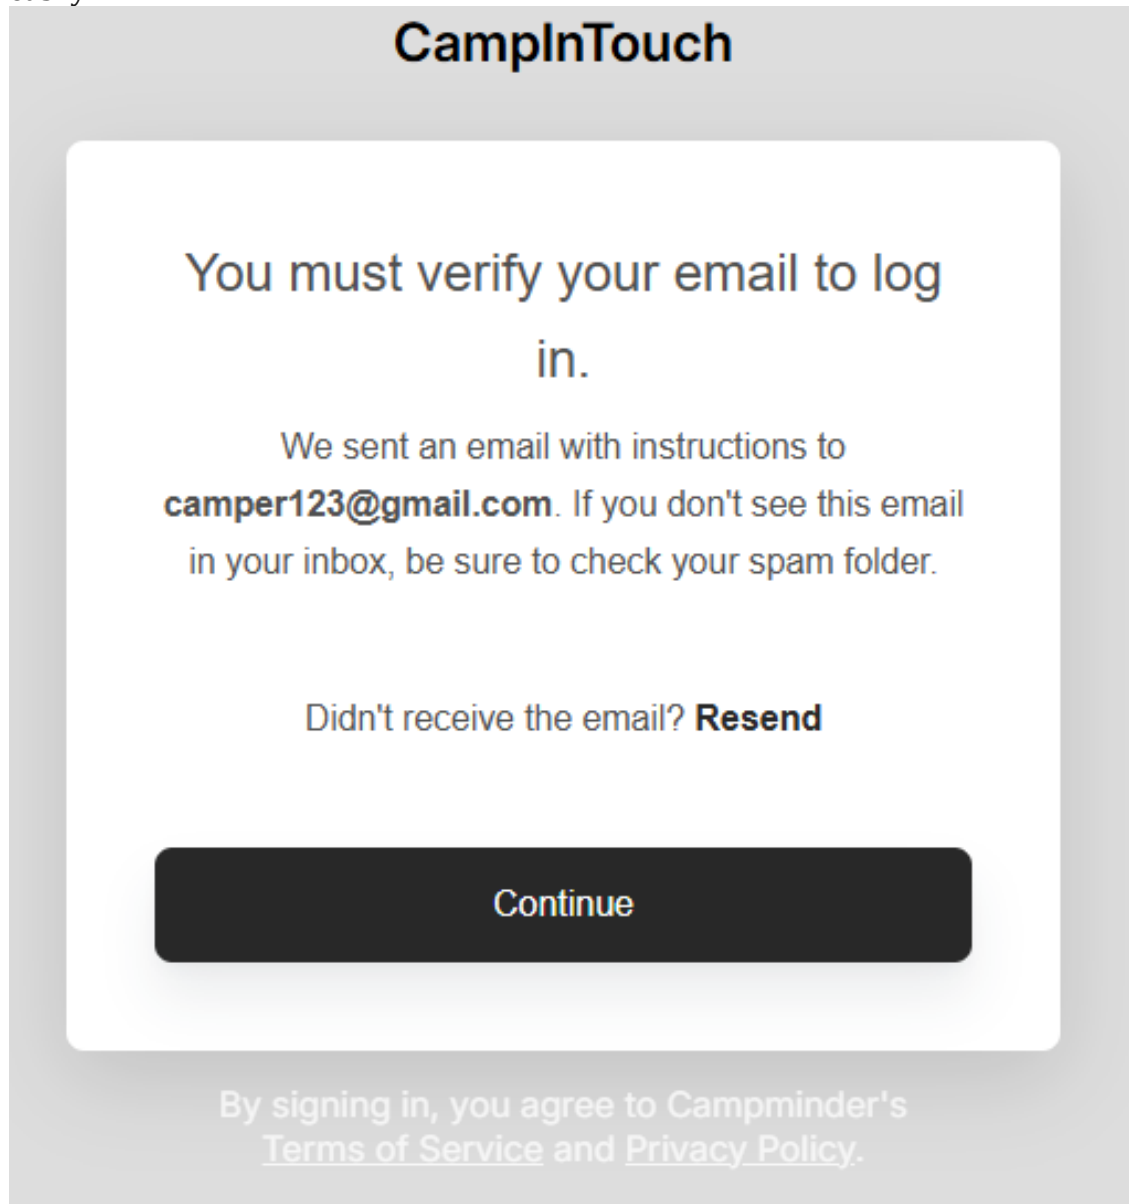 CampInTouch
You must verify your email to log
in.
We sent an email with instructions to
camper123@gmail.com. If you don't see this email
in your inbox, be sure to check your spam folder.
Didn't receive the email? Resend
Continue
By signing in, you agree to Campminder's
Terms of Service and Privacy Policy.